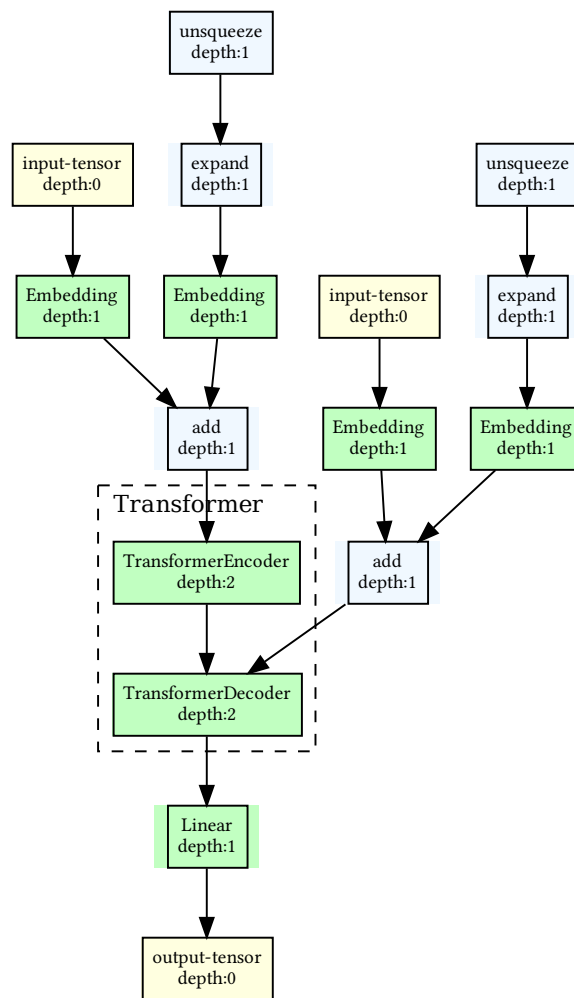 unsqueeze
depth:1
input-tensor
depth:0
expand
depth:1
unsqueeze
depth:1
Embedding
depth:1
Embedding
depth:1
input-tensor
depth:0
expand
depth:1
add
depth:1
Embedding
depth:1
Embedding
depth:1
Transformer
TransformerEncoder
depth:2
add
depth:1
TransformerDecoder
depth:2
Linear
depth:1
output-tensor
depth:0